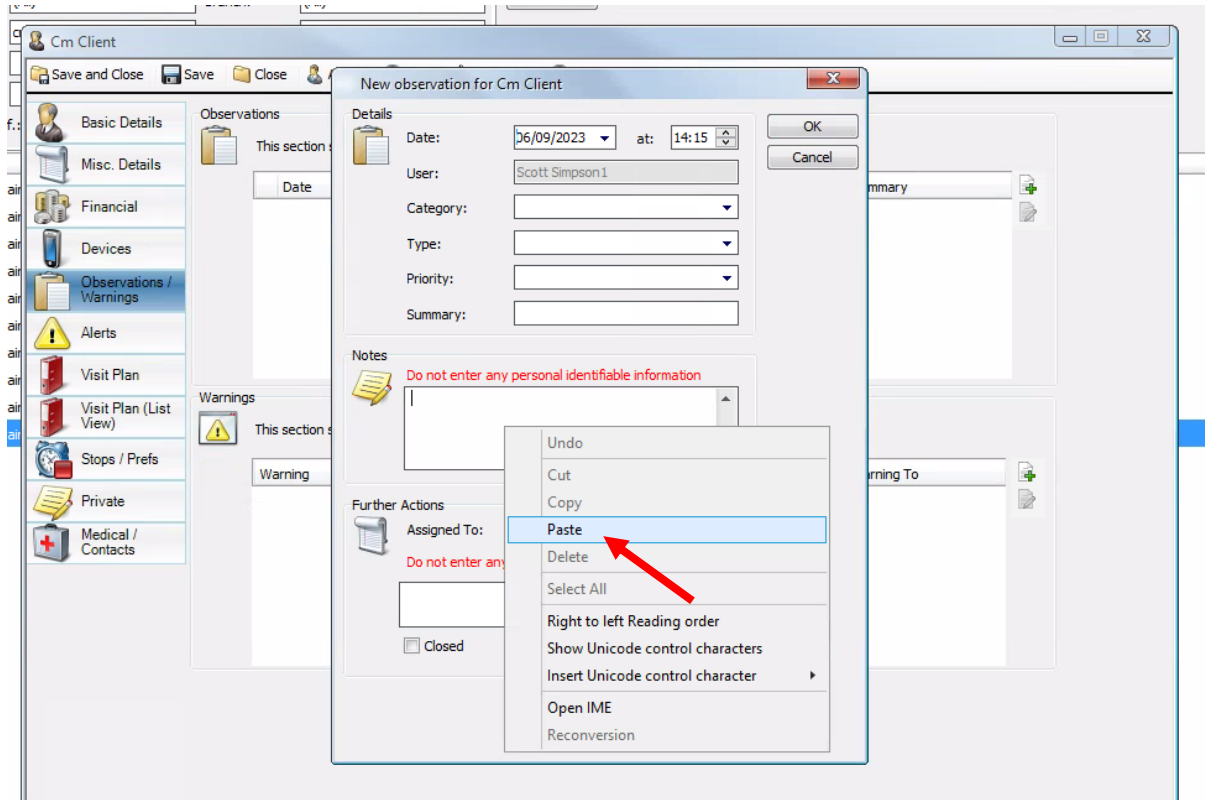 Cm Client
Save and Close Save Close
New observation for Cm Client
Basic Details
Misc. Details
Financial
Devices
Observations /
Warnings
Alerts
Visit Plan
Visit Plan (List
View)
Stops / Prefs
Private
Medical /
Contacts
Observations
This section
Date
Warnings
This section
Warning
Details
Date: 06/09/2023 at: 14:15
User: Scott Simpson1
Category:
Type:
Priority:
Summary:
OK
Cancel
Notes
Do not enter any personal identifiable information
Further Actions
Assigned To:
Do not enter
Closed
Undo
Cut
Copy
Paste
Delete
Select All
Right to left Reading order
Show Unicode control characters
Insert Unicode control character
Open IME
Reconversion